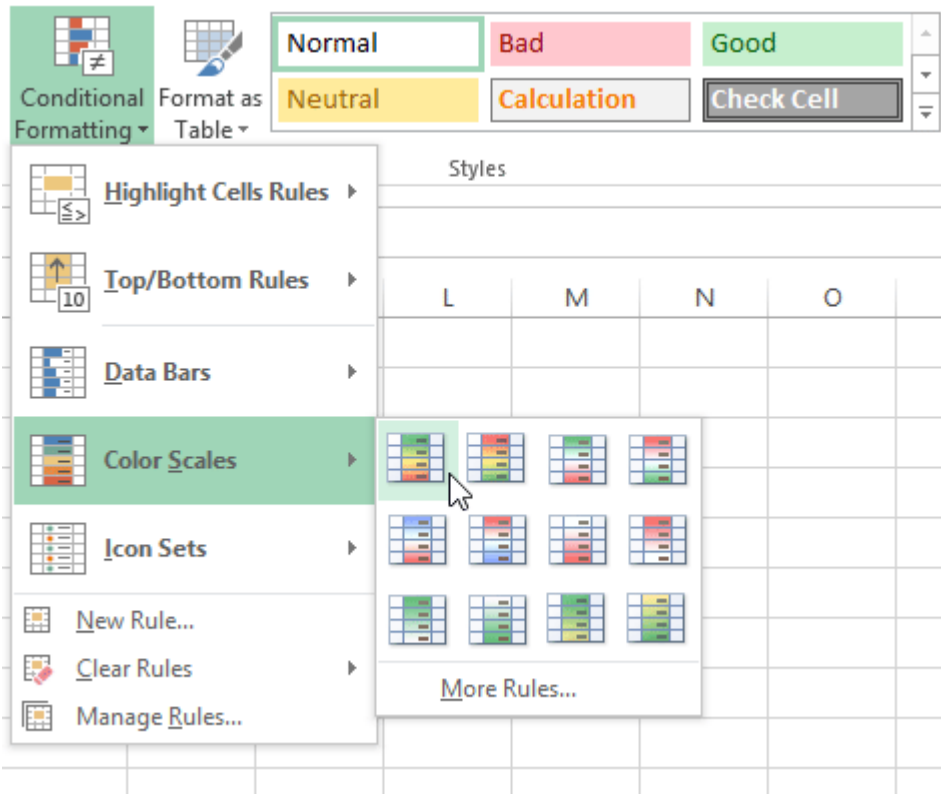 Normal Bad Good
Conditional Format as Neutral Calculation Check Cell
Formatting Table
Styles
Highlight Cells Rules
≤ >
Top/Bottom Rules
10
L M N O
Data Bars
Color Scales
Icon Sets
New Rule...
Clear Rules
More Rules...
Manage Rules...